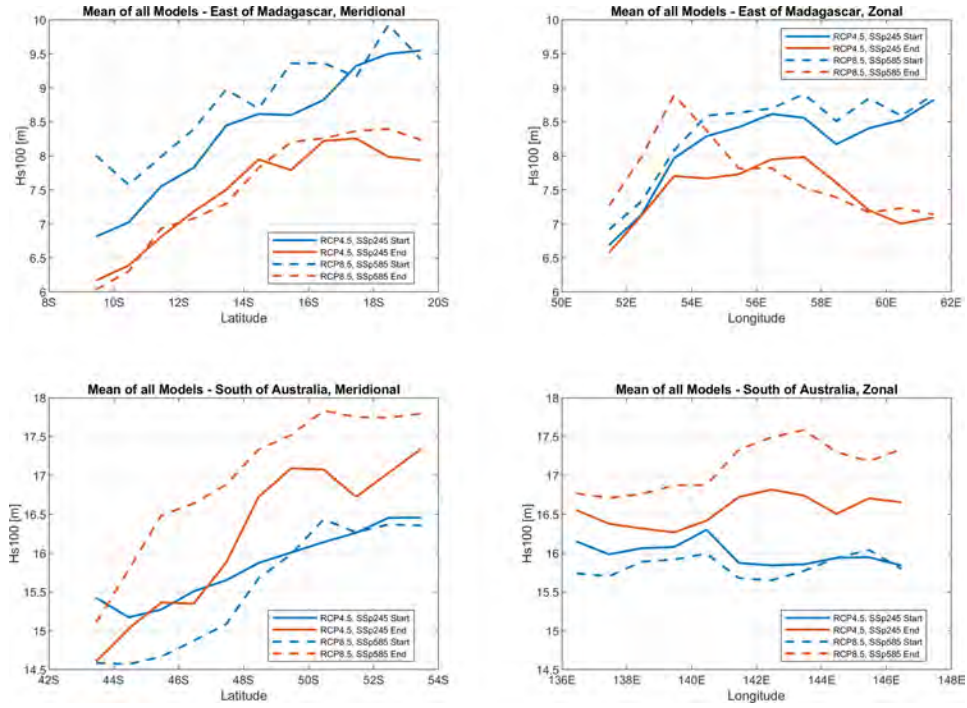 Mean of all Models - East of Madagascar, Meridional
Hs100 [m]
10
9.5
9
8.5
8
7.5
7
6.5
6
RCP4.5, SSp245 Start
RCP4.5, SSp245 End
RCP8.5, SSp585 Start
RCP8.5, SSp585 End
8S 10S 12S 14S 16S 18S 20S
Latitude
Mean of all Models - East of Madagascar, Zonal
Hs100 [m]
10
9.5
9
8.5
8
7.5
7
6.5
6
RCP4.5, SSp245 Start
RCP4.5, SSp245 End
RCP8.5, SSp585 Start
RCP8.5, SSp585 End
50E 52E 54E 56E 58E 60E 62E
Longitude
Mean of all Models - South of Australia, Meridional
Hs100 [m]
18
17.5
17
16.5
16
15.5
15
14.5
RCP4.5, SSp245 Start
RCP4.5, SSp245 End
RCP8.5, SSp585 Start
RCP8.5, SSp585 End
42S 44S 46S 48S 50S 52S 54S
Latitude
Mean of all Models - South of Australia, Zonal
Hs100 [m]
18
17.5
17
16.5
16
15.5
15
14.5
RCP4.5, SSp245 Start
RCP4.5, SSp245 End
RCP8.5, SSp585 Start
RCP8.5, SSp585 End
136E 138E 140E 142E 144E 146E 148E
Longitude